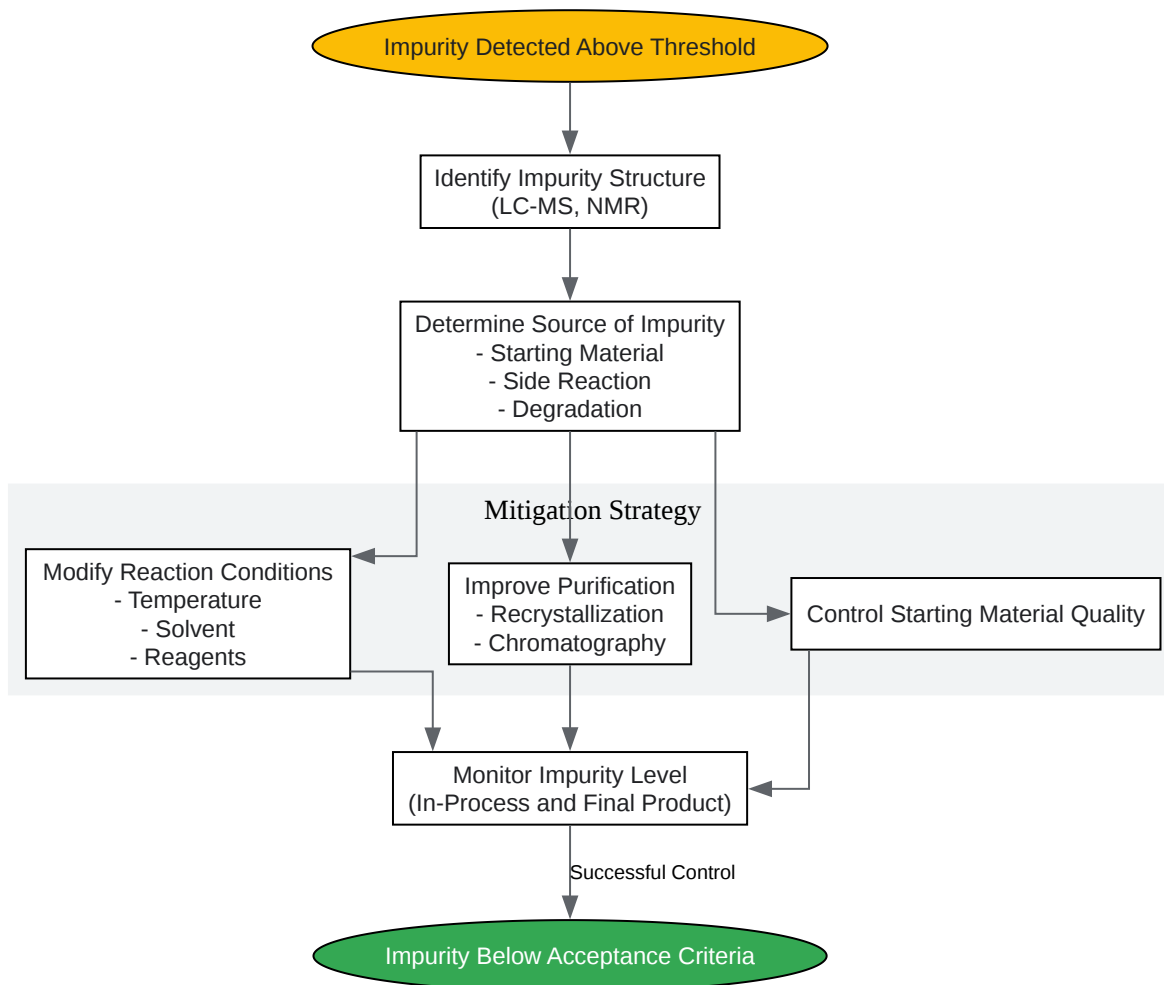 Impurity Detected Above Threshold
Identify Impurity Structure
(LC-MS, NMR)
Determine Source of Impurity
- Starting Material
- Side Reaction
- Degradation
Mitigation Strategy
Modify Reaction Conditions
- Temperature
- Solvent
- Reagents
Improve Purification
- Recrystallization
- Chromatography
Control Starting Material Quality
Monitor Impurity Level
(In-Process and Final Product)
Successful Control
Impurity Below Acceptance Criteria